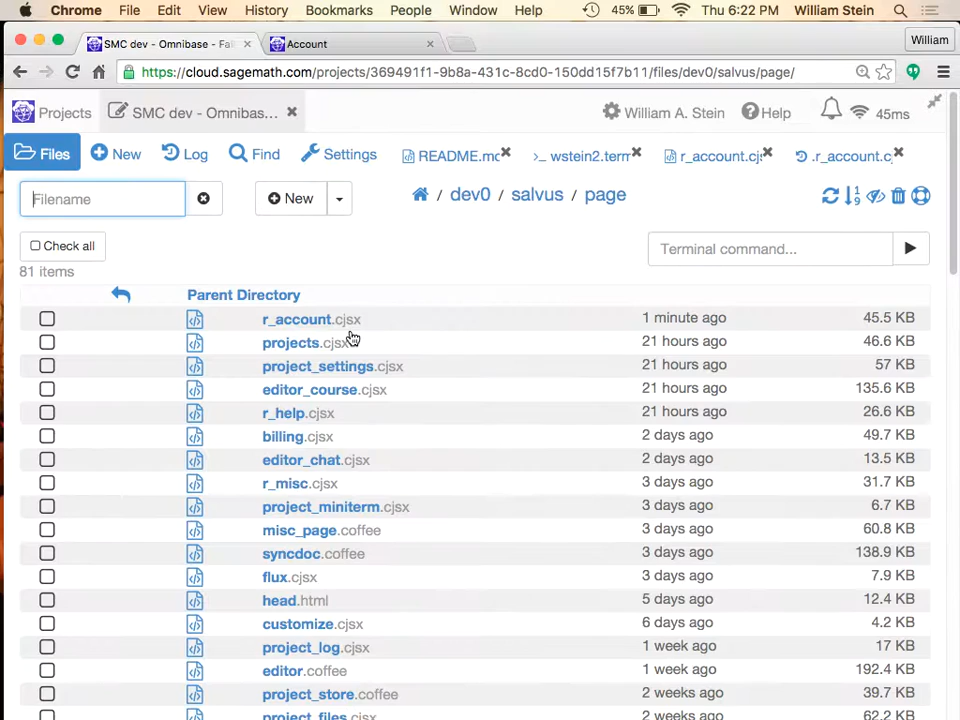 Chrome File Edit View History Bookmarks People Window Help 45% Thu 6:22 PM William Stein
SMC dev - Omnibase - Fai Account William
https://cloud.sagemath.com/projects/369491f1-9b8a-431c-8cd0-150dd15f7b11/files/dev0/salvus/page/
Projects SMC dev - Omnibas... William A. Stein Help 45ms
Files New Log Find Settings README.mc >_ wstein2.term r_account.cj .r_account.c
Filename New / dev0 / salvus / page
Check all Terminal command...
81 items
Parent Directory
r_account.cjsx 1 minute ago 45.5 KB
projects.cjsx 21 hours ago 46.6 KB
project_settings.cjsx 21 hours ago 57 KB
editor_course.cjsx 21 hours ago 135.6 KB
r_help.cjsx 21 hours ago 26.6 KB
billing.cjsx 2 days ago 49.7 KB
editor_chat.cjsx 2 days ago 13.5 KB
r_misc.cjsx 3 days ago 31.7 KB
project_miniterm.cjsx 3 days ago 6.7 KB
misc_page.coffee 3 days ago 60.8 KB
syncdoc.coffee 3 days ago 138.9 KB
flux.cjsx 3 days ago 7.9 KB
head.html 5 days ago 12.4 KB
customize.cjsx 6 days ago 4.2 KB
project_log.cjsx 1 week ago 17 KB
editor.coffee 1 week ago 192.4 KB
project_store.coffee 2 weeks ago 39.7 KB
project_files.cjsx 2 weeks ago 62.2 KB